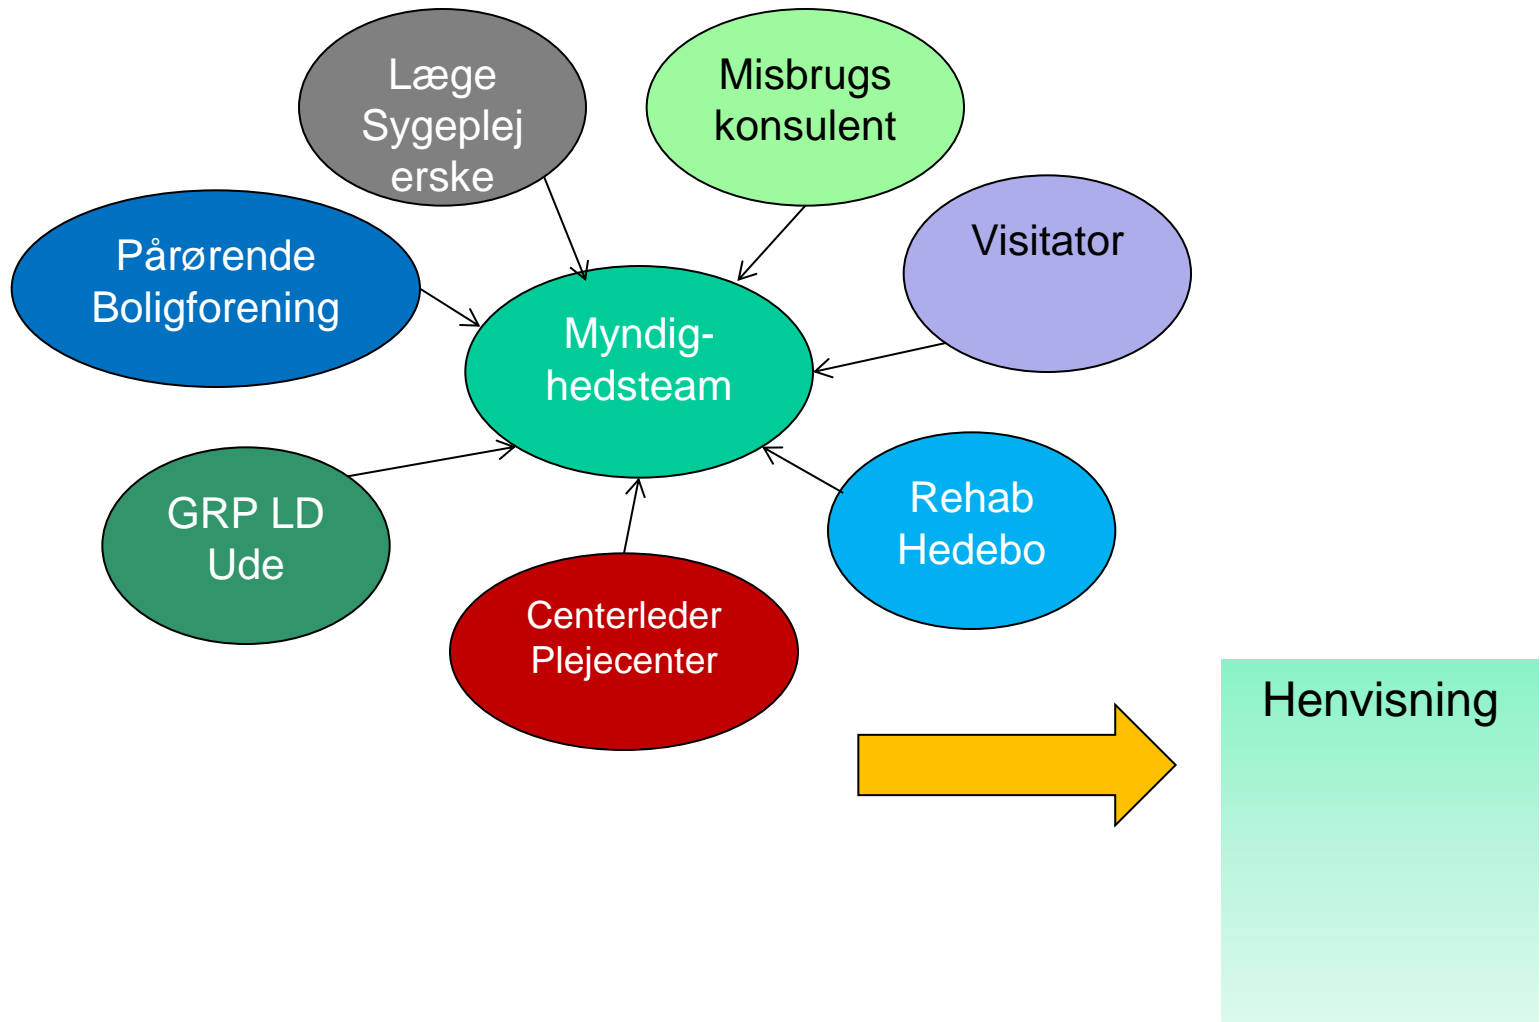 Læge
Sygeplej
erske
Misbrugs
konsulent
Pårørende
Boligforening
Visitator
Myndig-
hedsteam
GRP LD
Ude
Rehab
Hedebo
Centerleder
Plejecenter
Henvisning